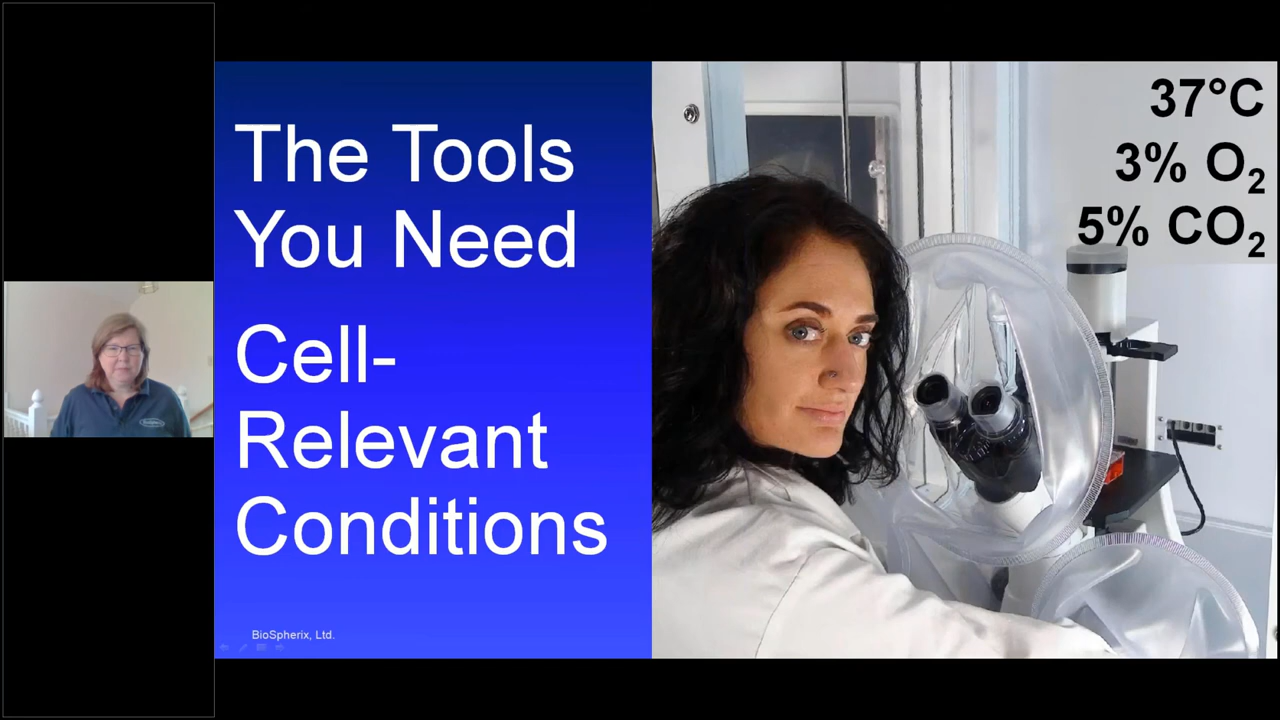 The Tools
You Need
Cell-
Relevant
Conditions
BioSpherix, Ltd.
37°C
3% O₂
5% CO₂